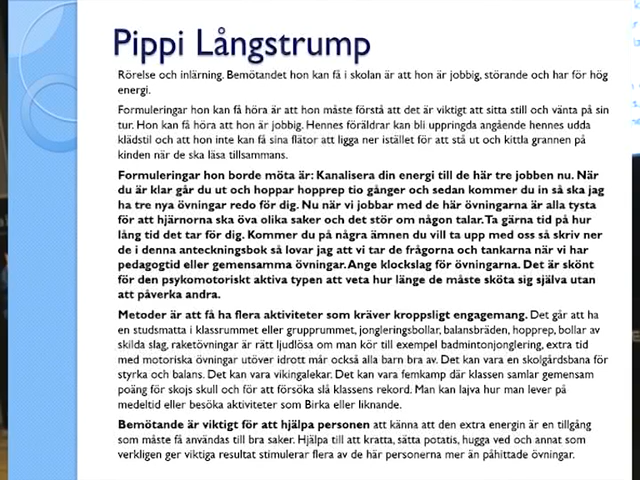 Pippi Långstrump
Rörelse och inlärning. Bemötandet hon kan få i skolan är att hon är jobbig, störande och har för hög
energi.
Formuleringar hon kan få höra är att hon måste förstå att det är viktigt att sitta still och vänta på sin
tur. Hon kan få höra att hon är jobbig. Hennes föräldrar kan bli uppringda angående hennes udda
klädstil och att hon inte kan få sina flätor att ligga ner istället för att stå ut och kittla grannen på
kinden när de ska läsa tillsammans.
Formuleringar hon borde möta är: Kanalisera din energi till de här tre jobben nu. När
du är klar går du ut och hoppar hopprep tio gånger och sedan kommer du in så ska jag
ha tre nya övningar redo för dig. Nu när vi jobbar med de här övningarna är alla tysta
för att hjärnorna ska öva olika saker och det stör om någon talar. Ta gärna tid på hur
lång tid det tar för dig. Kommer du på några ämnen du vill ta upp med oss så skriv ner
de i denna anteckningsbok så lovar jag att vi tar de frågorna och tankarna när vi har
pedagogtid eller gemensamma övningar. Ange klockslag för övningarna. Det är skönt
för den psykomotoriskt aktiva typen att veta hur länge de måste sköta sig själva utan
att påverka andra.
Metoder är att få ha flera aktiviteter som kräver kroppsligt engagemang. Det går att ha
en studsmatta i klassrummet eller grupprummet, jongleringsbollar, balansbräden, hopprep, bollar av
skilda slag, raketövningar är rätt ljudlösa om man kör till exempel badmintonjonglering, extra tid
med motoriska övningar utöver idrott mår också alla barn bra av. Det kan vara en skolgårdsbana för
styrka och balans. Det kan vara vikingalekar. Det kan vara femkamp där klassen samlar gemensam
poäng för skojs skull och för att försöka slå klassens rekord. Man kan lajva hur man lever på
medeltid eller besöka aktiviteter som Birka eller liknande.
Bemötande är viktigt för att hjälpa personen att känna att den extra energin är en tillgång
som måste få användas till bra saker. Hjälpa till att kratta, sätta potatis, hugga ved och annat som
verkligen ger viktiga resultat stimulerar flera av de här personerna mer än påhittade övningar.